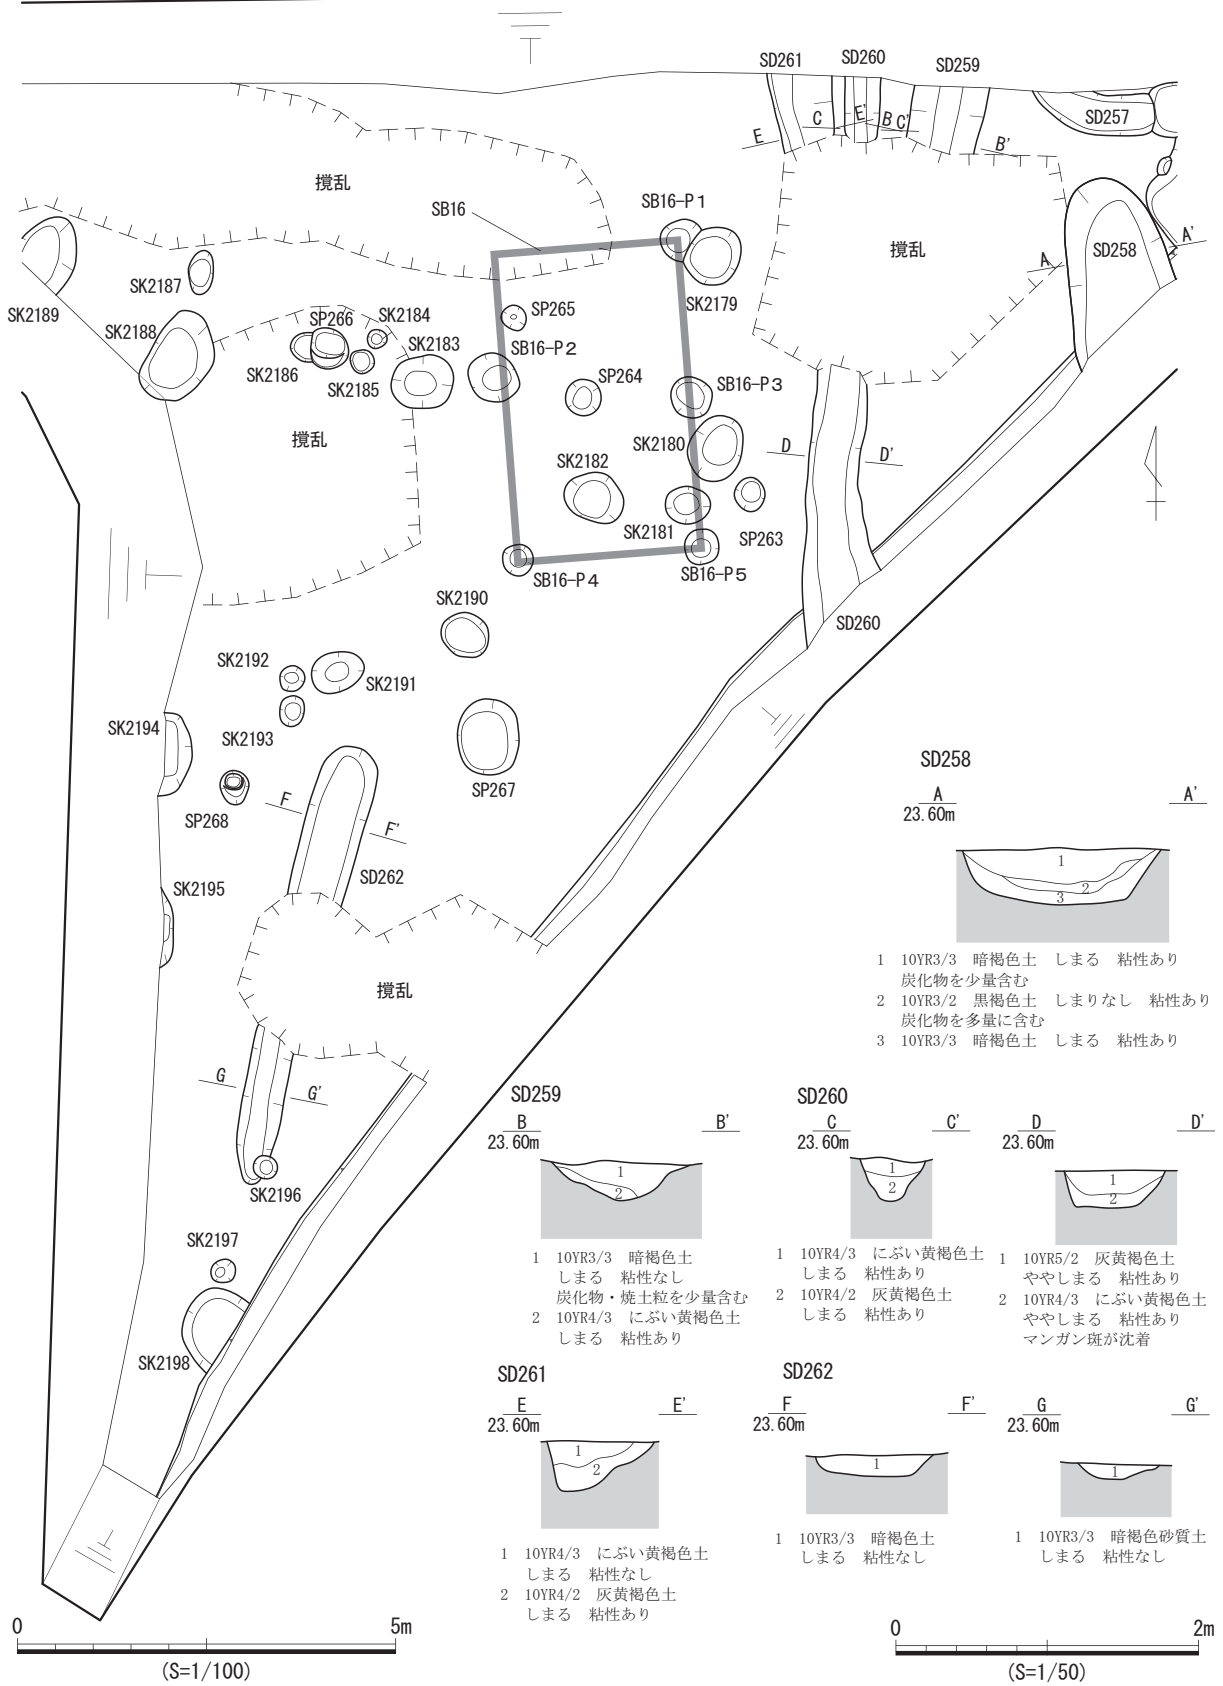 SD261
SD260
SD259
SD257
E
C
E'
B
C'
B'
撹乱
SB16
SB16-P1
SK2179
撹乱
A
A'
SD258
SK2189
SK2187
SK2188
SP266
SK2184
SK2183
SK2186
SK2185
SP265
SB16-P2
SP264
SB16-P3
撹乱
SK2180
SK2182
D
D'
SK2181
SP263
SB16-P4
SB16-P5
SD260
SK2190
SK2192
SK2191
SK2194
SK2193
SP267
SP268
F
F'
SD262
SK2195
撹乱
G
G'
SK2196
SK2197
SK2198
SD258
A
A'
23.60m
1
2
3
1 10YR3/3 暗褐色土 しまる 粘性あり
炭化物を少量含む
2 10YR3/2 黒褐色土 しまりなし 粘性あり
炭化物を多量に含む
3 10YR3/3 暗褐色土 しまる 粘性あり
SD259
B
B'
23.60m
1
2
1 10YR3/3 暗褐色土
しまる 粘性なし
炭化物・焼土粒を少量含む
2 10YR4/3 にぶい黄褐色土
しまる 粘性あり
SD260
C
C'
23.60m
1
2
1 10YR4/3 にぶい黄褐色土
しまる 粘性あり
2 10YR4/2 灰黄褐色土
しまる 粘性あり
D
D'
23.60m
1
2
1 10YR5/2 灰黄褐色土
ややしまる 粘性あり
2 10YR4/3 にぶい黄褐色土
ややしまる 粘性あり
マンガン斑が沈着
SD261
E
E'
23.60m
1
2
1 10YR4/3 にぶい黄褐色土
しまる 粘性なし
2 10YR4/2 灰黄褐色土
しまる 粘性あり
SD262
F
F'
23.60m
1
1 10YR3/3 暗褐色土
しまる 粘性なし
G
G'
23.60m
1
1 10YR3/3 暗褐色砂質土
しまる 粘性なし
0
5m
(S=1/100)
0
2m
(S=1/50)